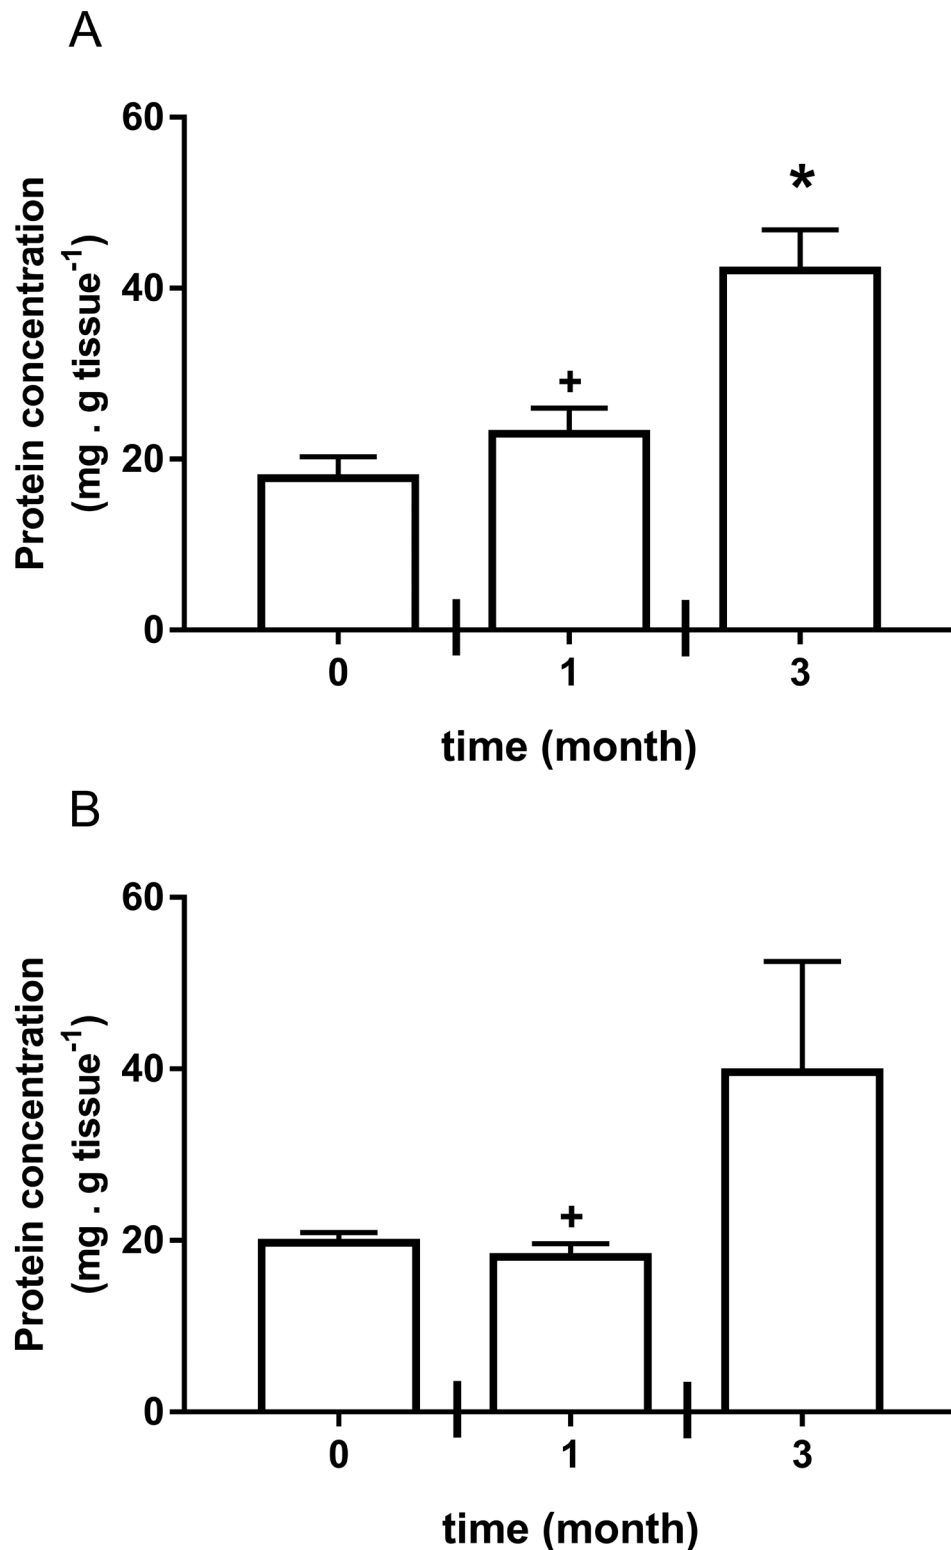 A
60
40
20
0
Protein concentration
(mg . g tissue⁻¹)
*
+
0 1 3
time (month)
B
60
40
20
0
Protein concentration
(mg . g tissue⁻¹)
+
0 1 3
time (month)